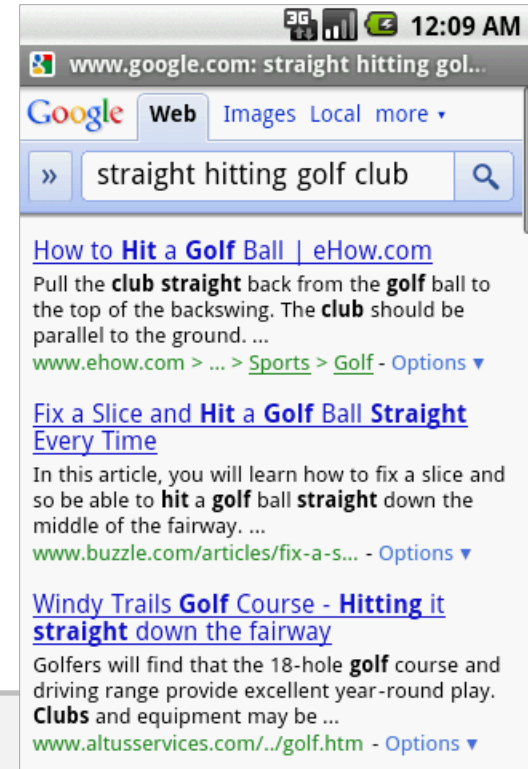 3G 12:09 AM
www.google.com: straight hitting gol...
Google Web Images Local more ▾
» straight hitting golf club
How to Hit a Golf Ball | eHow.com
Pull the club straight back from the golf ball to
the top of the backswing. The club should be
parallel to the ground. ...
www.ehow.com > ... > Sports > Golf - Options ▼
Fix a Slice and Hit a Golf Ball Straight
Every Time
In this article, you will learn how to fix a slice and
so be able to hit a golf ball straight down the
middle of the fairway. ...
www.buzzle.com/articles/fix-a-s... - Options ▼
Windy Trails Golf Course - Hitting it
straight down the fairway
Golfers will find that the 18-hole golf course and
driving range provide excellent year-round play.
Clubs and equipment may be ...
www.altusservices.com/../golf.htm - Options ▼